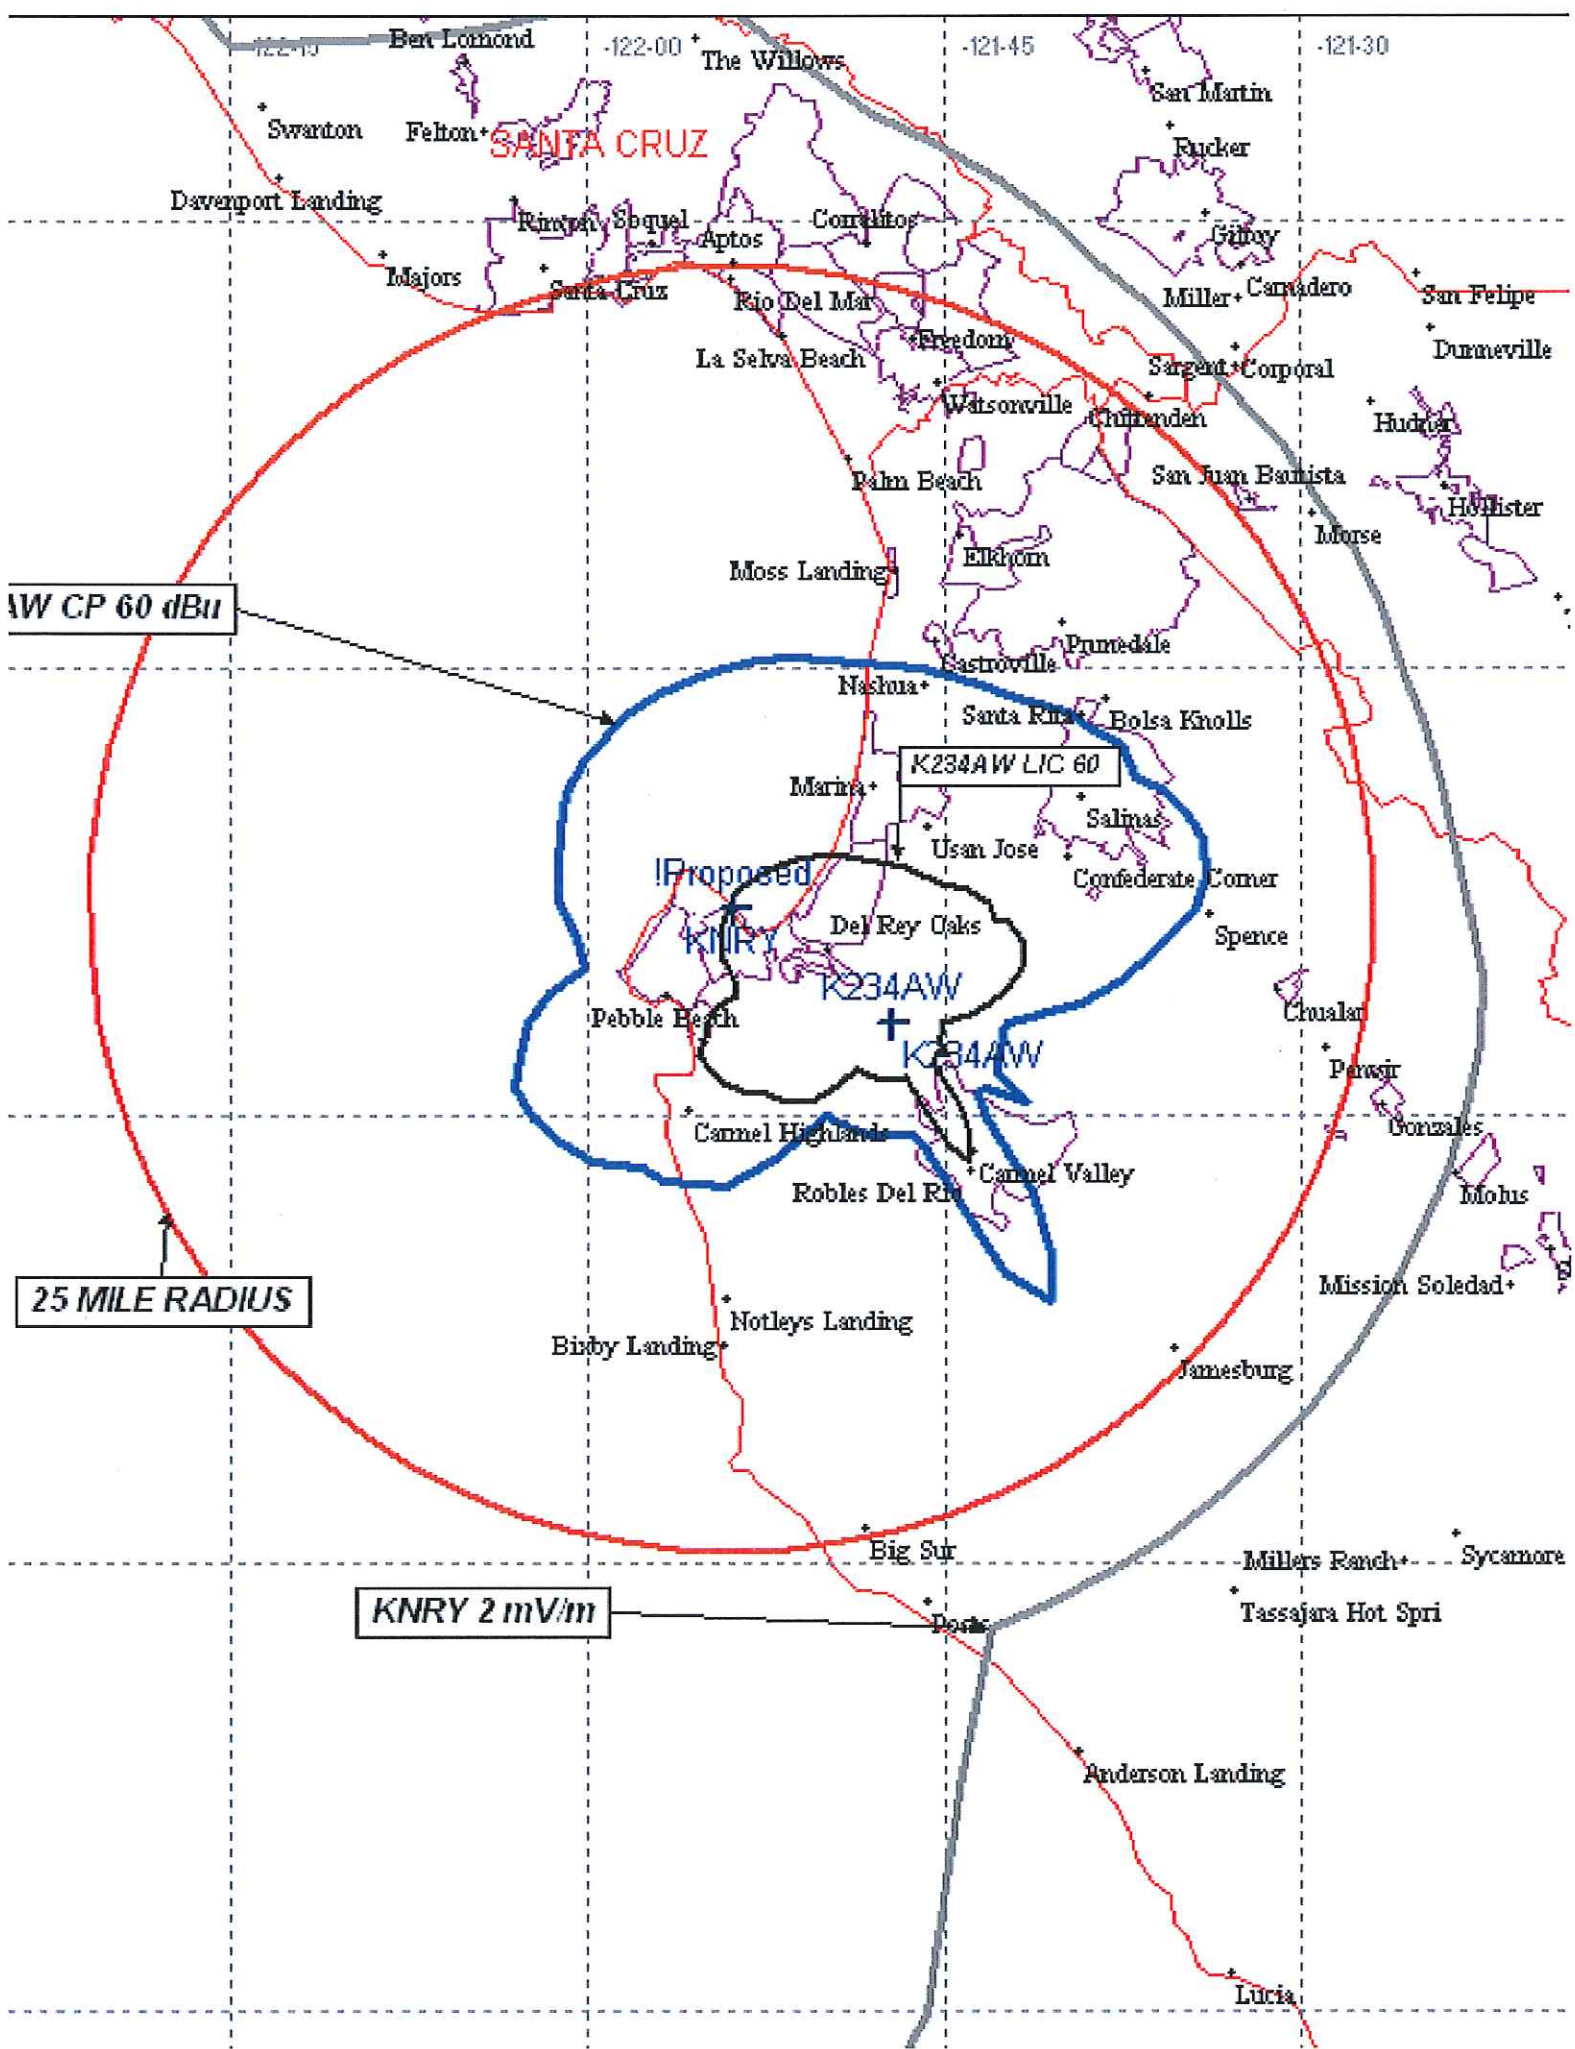 Ben Lomond
-122-00
The Willows
-121-45
-121-30
San Martin
Swanton
Felton
SANTA CRUZ
Rucker
Davenport Landing
Soquel
Corralitos
Aptos
Gilroy
Majors
Santa Cruz
Rio Del Mar
Miller
Carnadero
San Felipe
La Selva Beach
Freedom
Dunneville
Sargent
Corporal
Watsonville
Chittenden
Hudner
Palm Beach
San Juan Bautista
Hollister
Morse
Moss Landing
Elkhorn
AW CP 60 dBu
Prunedale
Castroville
Nashua
Santa Rita
Bolsa Knolls
K234AW LIC 60
Marina
Salinas
Usan Jose
!Proposed
Confederate Corner
KNRY
Del Rey Oaks
Spence
K234AW
Pebble Beach
Chualar
K234AW
Gonzales
Carmel Highlands
Carmel Valley
Robles Del Rio
Molus
25 MILE RADIUS
Mission Soledad
Notleys Landing
Bixby Landing
Jamesburg
Big Sur
Millers Ranch
Sycamore
KNRY 2 mV/m
Tassajara Hot Spri
Anderson Landing
Lucia